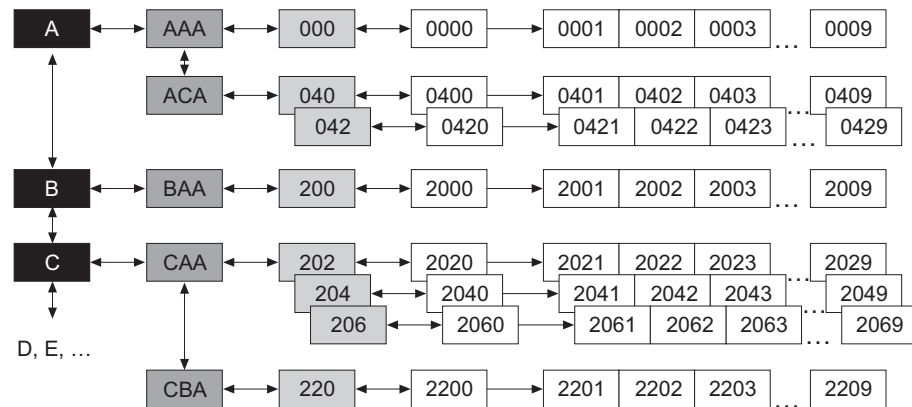 A AAA 000 0000 0001 0002 0003 ... 0009
ACA 040 0400 0401 0402 0403 ... 0409
042 0420 0421 0422 0423 ... 0429
B BAA 200 2000 2001 2002 2003 ... 2009
C CAA 202 2020 2021 2022 2023 ... 2029
204 2040 2041 2042 2043 ... 2049
206 2060 2061 2062 2063 ... 2069
D, E, ...
CBA 220 2200 2201 2202 2203 ... 2209